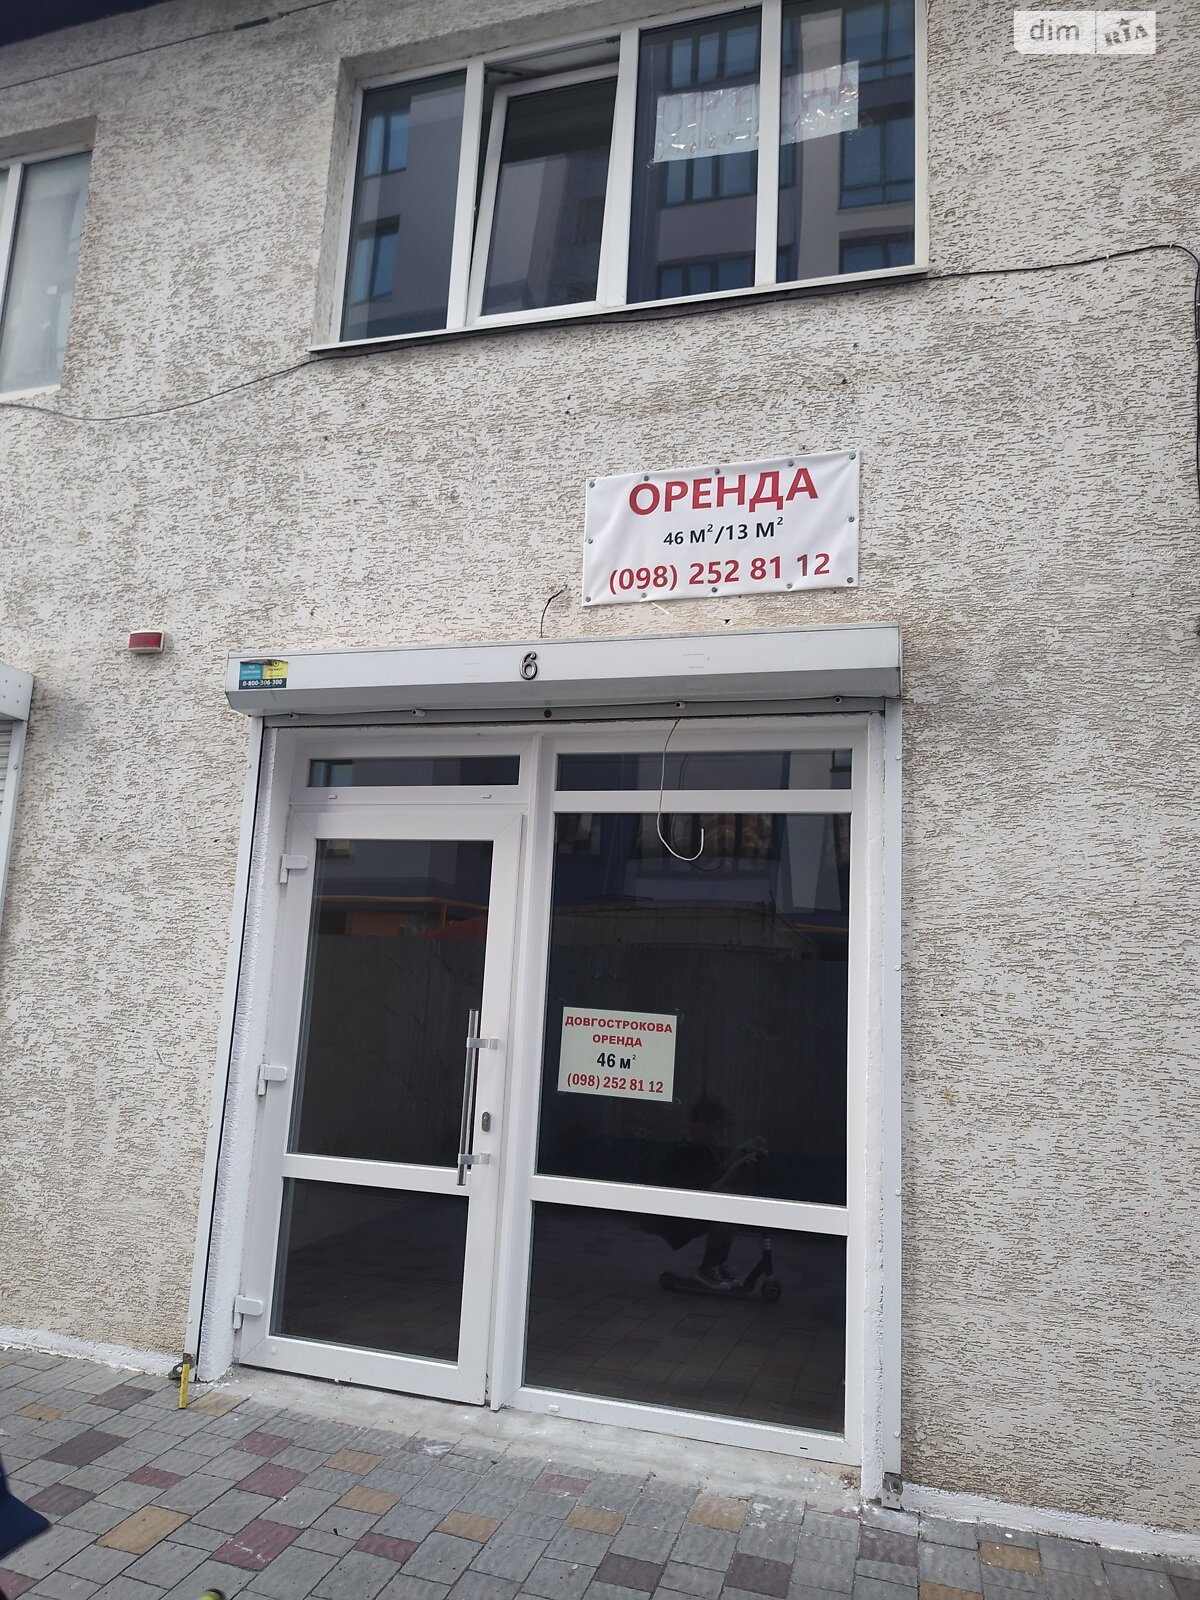 dim RIA
ОРЕНДА
ОРЕНДА
46 М²/13 М²
(098) 252 81 12
0-800-306-300
6
ДОВГОСТРОКОВА
ОРЕНДА
46 м²
(098) 252 81 12